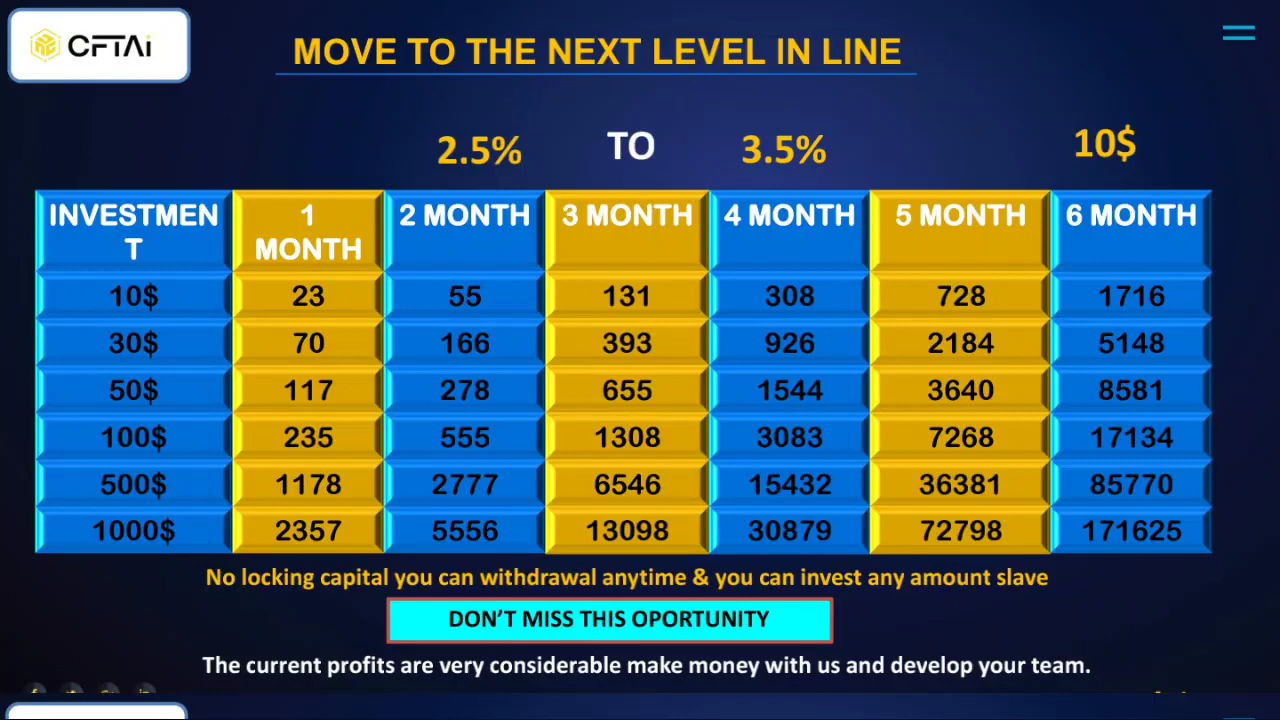 CFTAi
MOVE TO THE NEXT LEVEL IN LINE
2.5% TO 3.5% 10$
INVESTMEN
T
1
MONTH
2 MONTH
3 MONTH
4 MONTH
5 MONTH
6 MONTH
10$ 23 55 131 308 728 1716
30$ 70 166 393 926 2184 5148
50$ 117 278 655 1544 3640 8581
100$ 235 555 1308 3083 7268 17134
500$ 1178 2777 6546 15432 36381 85770
1000$ 2357 5556 13098 30879 72798 171625
No locking capital you can withdrawal anytime & you can invest any amount slave
DON'T MISS THIS OPORTUNITY
The current profits are very considerable make money with us and develop your team.